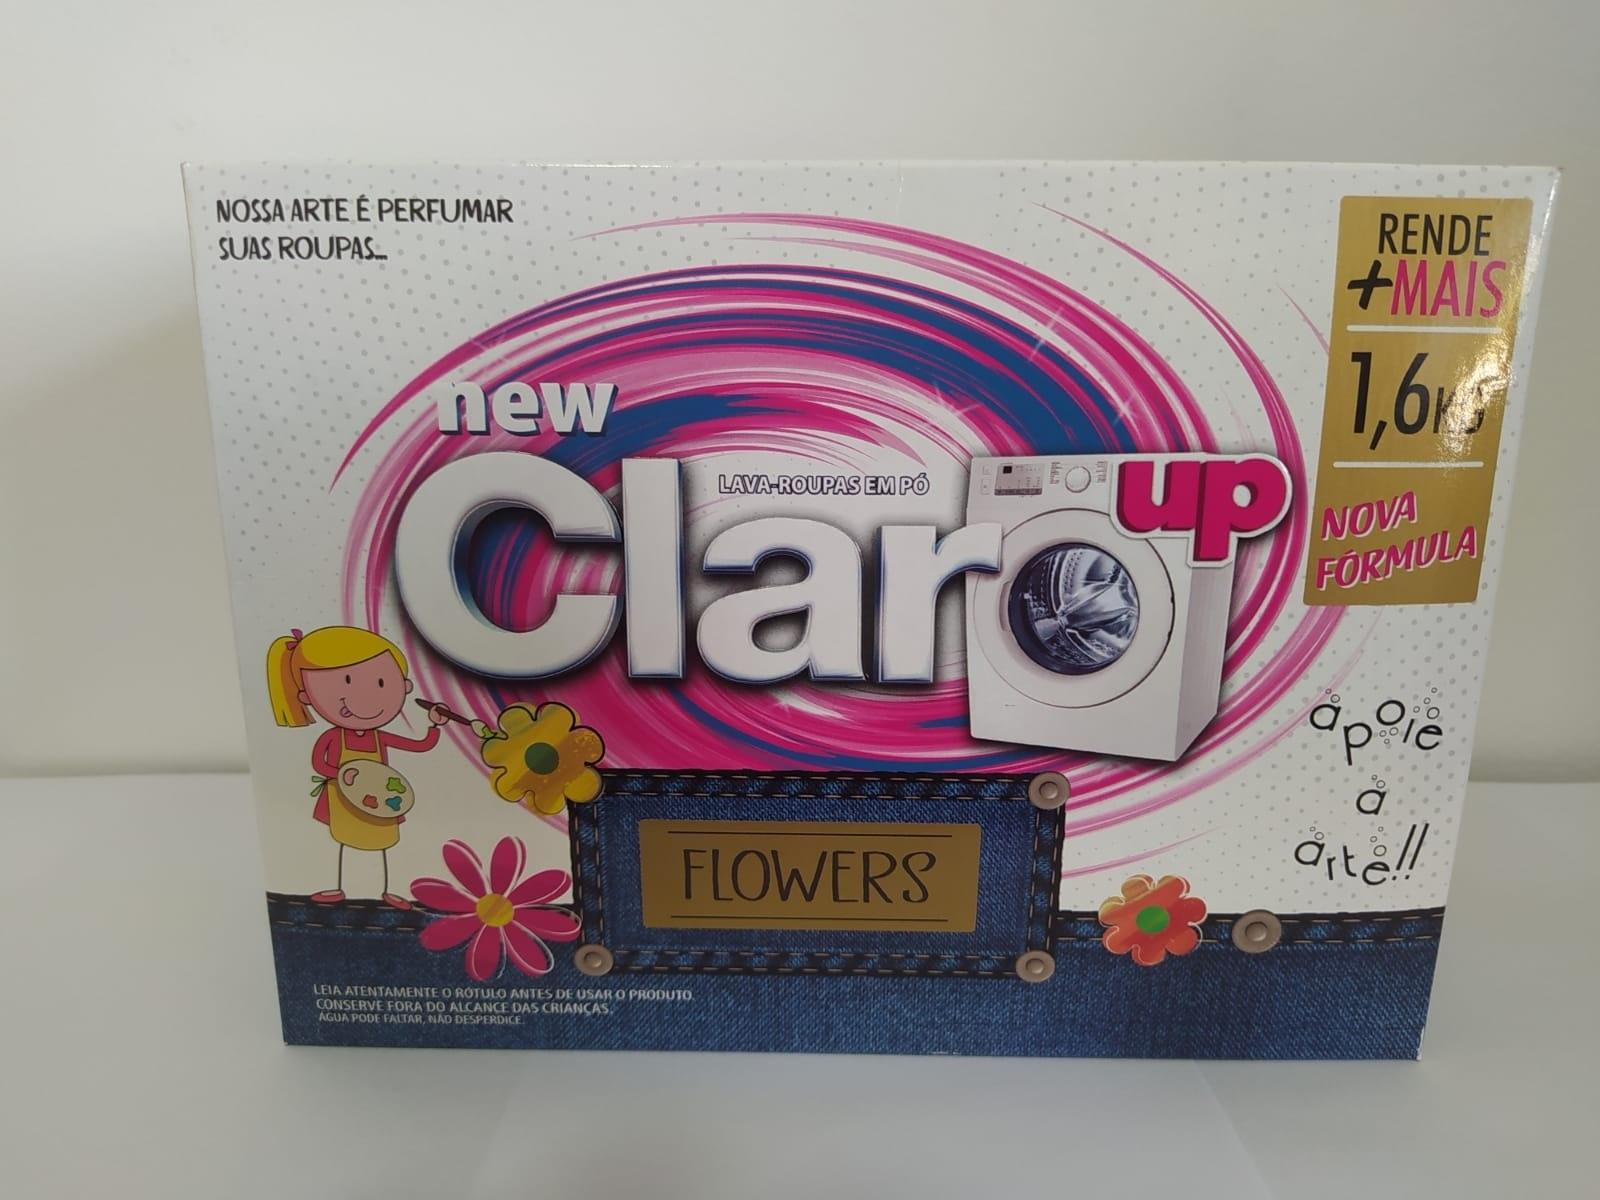 NOSSA ARTE É PERFUMAR
SUAS ROUPAS...
RENDE
+MAIS
1,6KG
NOVA
FÓRMULA
new
LAVA-ROUPAS EM PÓ
Claro up
apoie
a
arte!!
FLOWERS
LEIA ATENTAMENTE O RÓTULO ANTES DE USAR O PRODUTO.
CONSERVE FORA DO ALCANCE DAS CRIANÇAS.
ÁGUA PODE FALTAR, NÃO DESPERDICE.